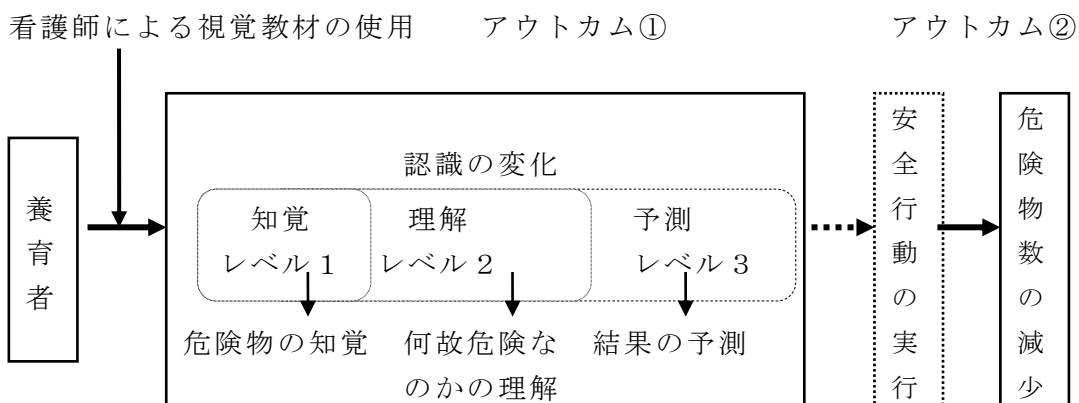 看護師による視覚教材の使用 アウトカム① アウトカム②
養育者
認識の変化
知覚 理解 予測
レベル1 レベル2 レベル3
危険物の知覚 何故危険な 結果の予測
のかの理解
安全行動の実行
危険物数の減少